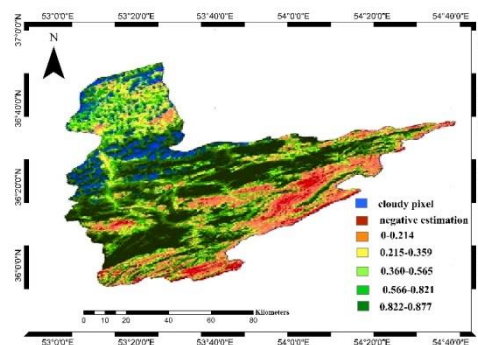 53°0'0"E 53°20'0"E 53°40'0"E 54°0'0"E 54°20'0"E 54°40'0"E
37°0'0"N
N
36°40'0"N
36°20'0"N
36°0'0"N
cloudy pixel
negative estimation
0-0.214
0.215-0.359
0.360-0.565
0.566-0.821
0.822-0.877
Kilometers
0 10 20 40 60 80
53°0'0"E 53°20'0"E 53°40'0"E 54°0'0"E 54°20'0"E 54°40'0"E